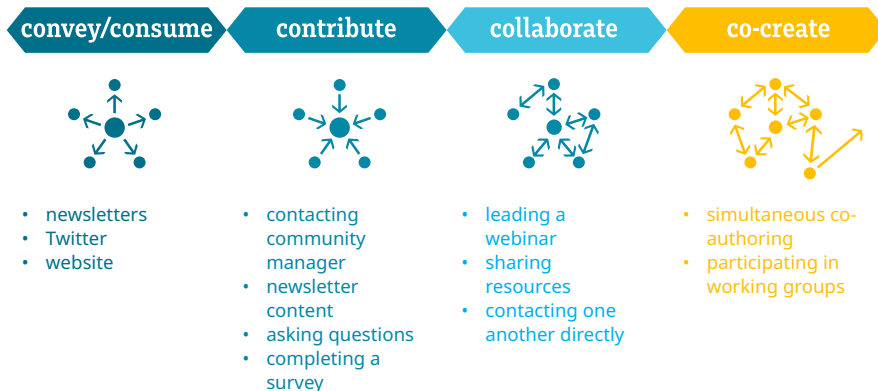 convey/consume
contribute
collaborate
co-create
• newsletters
• Twitter
• website
• contacting
community
manager
• newsletter
content
• asking questions
• completing a
survey
• leading a
webinar
• sharing
resources
• contacting one
another directly
• simultaneous co-
authoring
• participating in
working groups